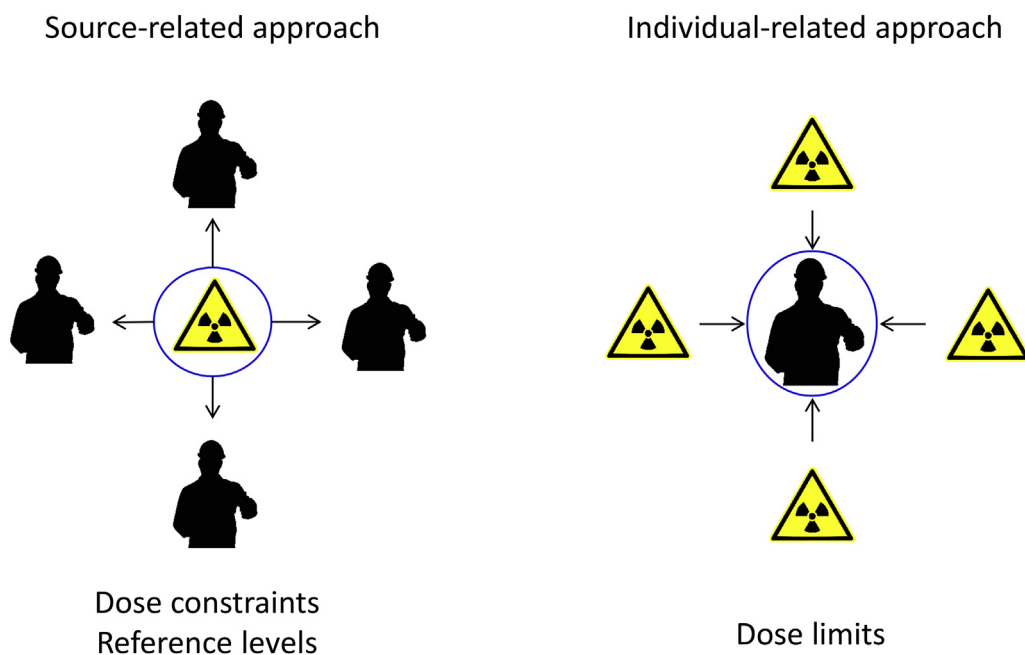 Source-related approach
Individual-related approach
Dose constraints
Reference levels
Dose limits